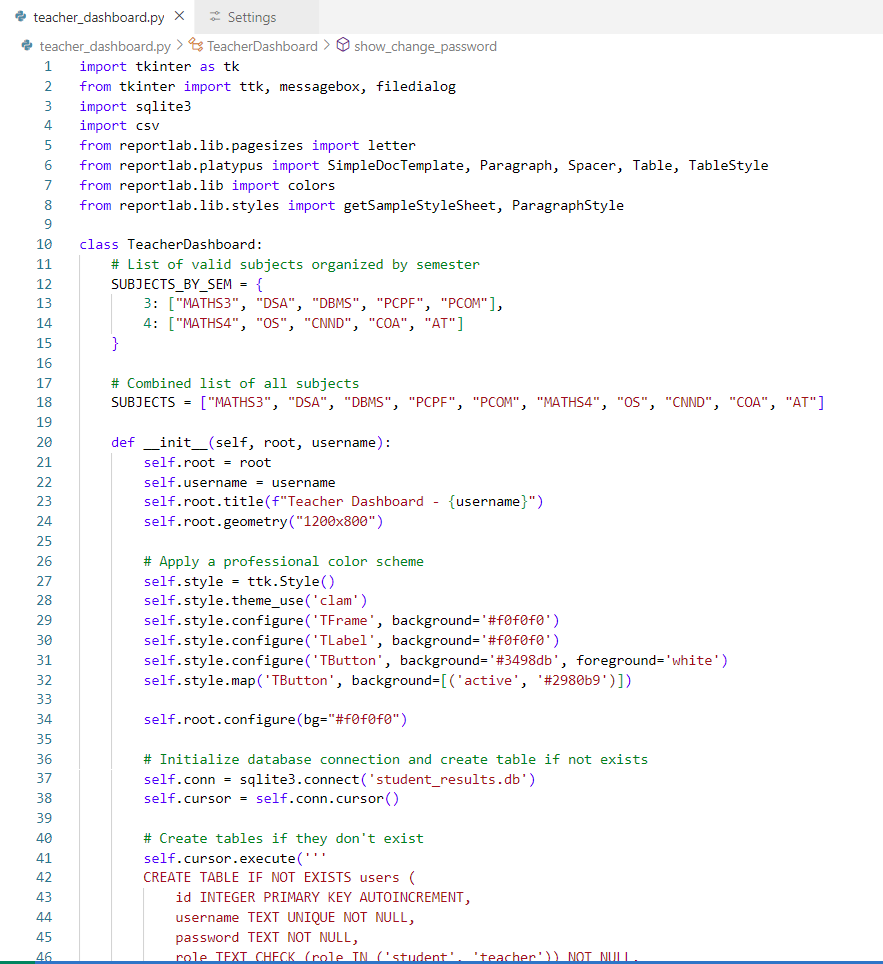 teacher_dashboard.py Settings
teacher_dashboard.py TeacherDashboard show_change_password
1 import tkinter as tk
2 from tkinter import ttk, messagebox, filedialog
3 import sqlite3
4 import csv
5 from reportlab.lib.pagesizes import letter
6 from reportlab.platypus import SimpleDocTemplate, Paragraph, Spacer, Table, TableStyle
7 from reportlab.lib import colors
8 from reportlab.lib.styles import getSampleStyleSheet, ParagraphStyle
9
10 class TeacherDashboard:
11     # List of valid subjects organized by semester
12     SUBJECTS_BY_SEM = {
13         3: ["MATHS3", "DSA", "DBMS", "PCPF", "PCOM"],
14         4: ["MATHS4", "OS", "CNND", "COA", "AT"]
15     }
16
17     # Combined list of all subjects
18     SUBJECTS = ["MATHS3", "DSA", "DBMS", "PCPF", "PCOM", "MATHS4", "OS", "CNND", "COA", "AT"]
19
20     def __init__(self, root, username):
21         self.root = root
22         self.username = username
23         self.root.title(f"Teacher Dashboard - {username}")
24         self.root.geometry("1200x800")
25
26         # Apply a professional color scheme
27         self.style = ttk.Style()
28         self.style.theme_use('clam')
29         self.style.configure('TFrame', background='#f0f0f0')
30         self.style.configure('TLabel', background='#f0f0f0')
31         self.style.configure('TButton', background='#3498db', foreground='white')
32         self.style.map('TButton', background=[('active', '#2980b9')])
33
34         self.root.configure(bg="#f0f0f0")
35
36         # Initialize database connection and create table if not exists
37         self.conn = sqlite3.connect('student_results.db')
38         self.cursor = self.conn.cursor()
39
40         # Create tables if they don't exist
41         self.cursor.execute('''
42         CREATE TABLE IF NOT EXISTS users (
43             id INTEGER PRIMARY KEY AUTOINCREMENT,
44             username TEXT UNIQUE NOT NULL,
45             password TEXT NOT NULL,
46             role TEXT CHECK (role IN ('student', 'teacher')) NOT NULL,